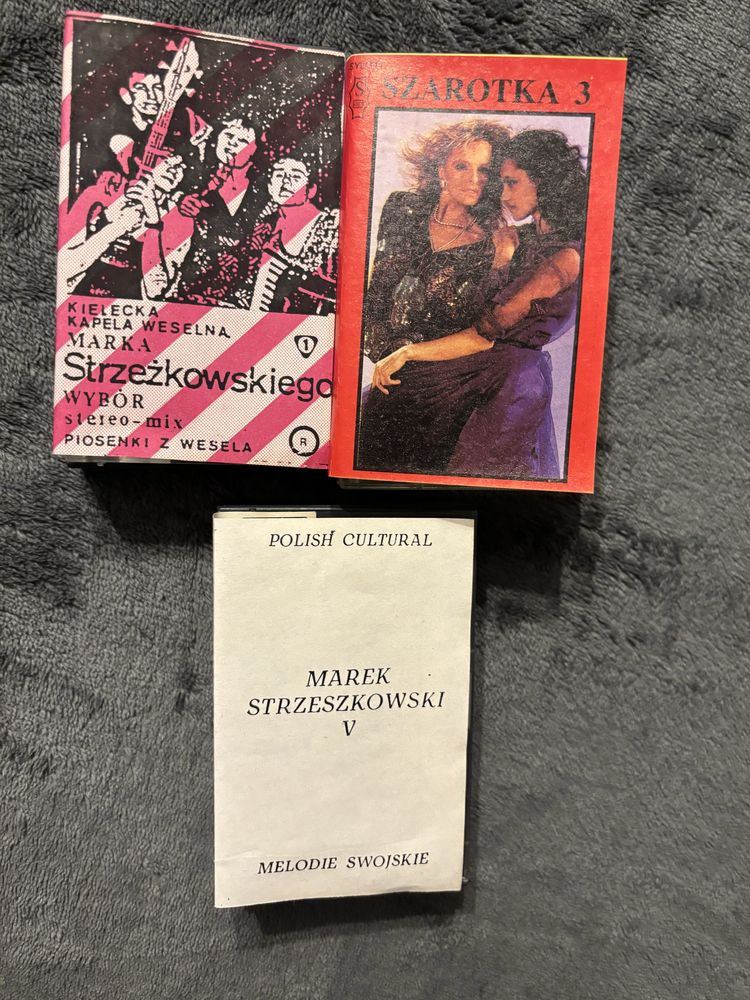 KIELECKA
KAPELA WESELNA
MARKA
1
Strzeżkowskiego
WYBÓR
stereo-mix
R
PIOSENKI Z WESELA
S
SZAROTKA 3
POLISH CULTURAL
MAREK
STRZESZKOWSKI
V
MELODIE SWOJSKIE